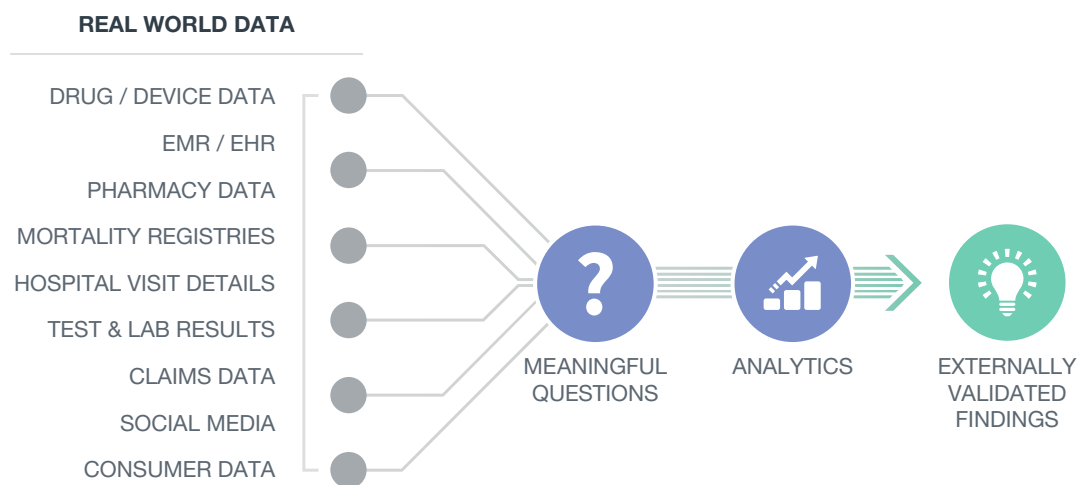 REAL WORLD DATA
DRUG / DEVICE DATA
EMR / EHR
PHARMACY DATA
MORTALITY REGISTRIES
HOSPITAL VISIT DETAILS
TEST & LAB RESULTS
CLAIMS DATA
SOCIAL MEDIA
CONSUMER DATA
?
MEANINGFUL
QUESTIONS
ANALYTICS
EXTERNALLY
VALIDATED
FINDINGS